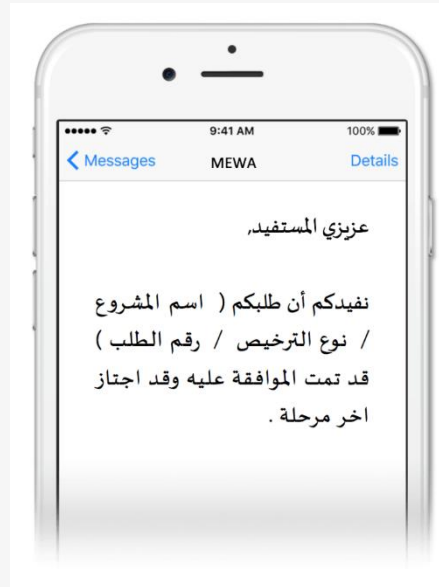 9:41 AM 100%
Messages MEWA Details
عزيزي المستفيد,
نفيدكم أن طلبكم ( اسم المشروع
/ نوع الترخيص / رقم الطلب )
قد تمت الموافقة عليه وقد اجتاز
اخر مرحلة .